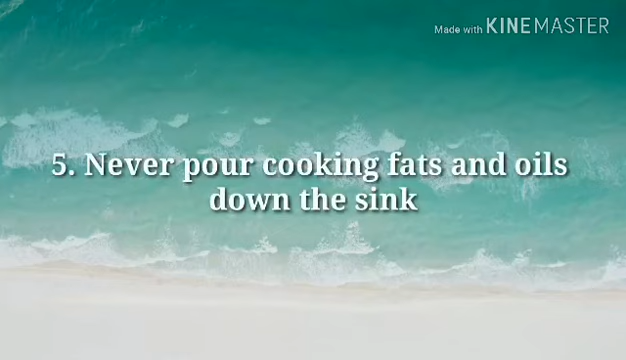 Made with KINEMASTER
5. Never pour cooking fats and oils
down the sink